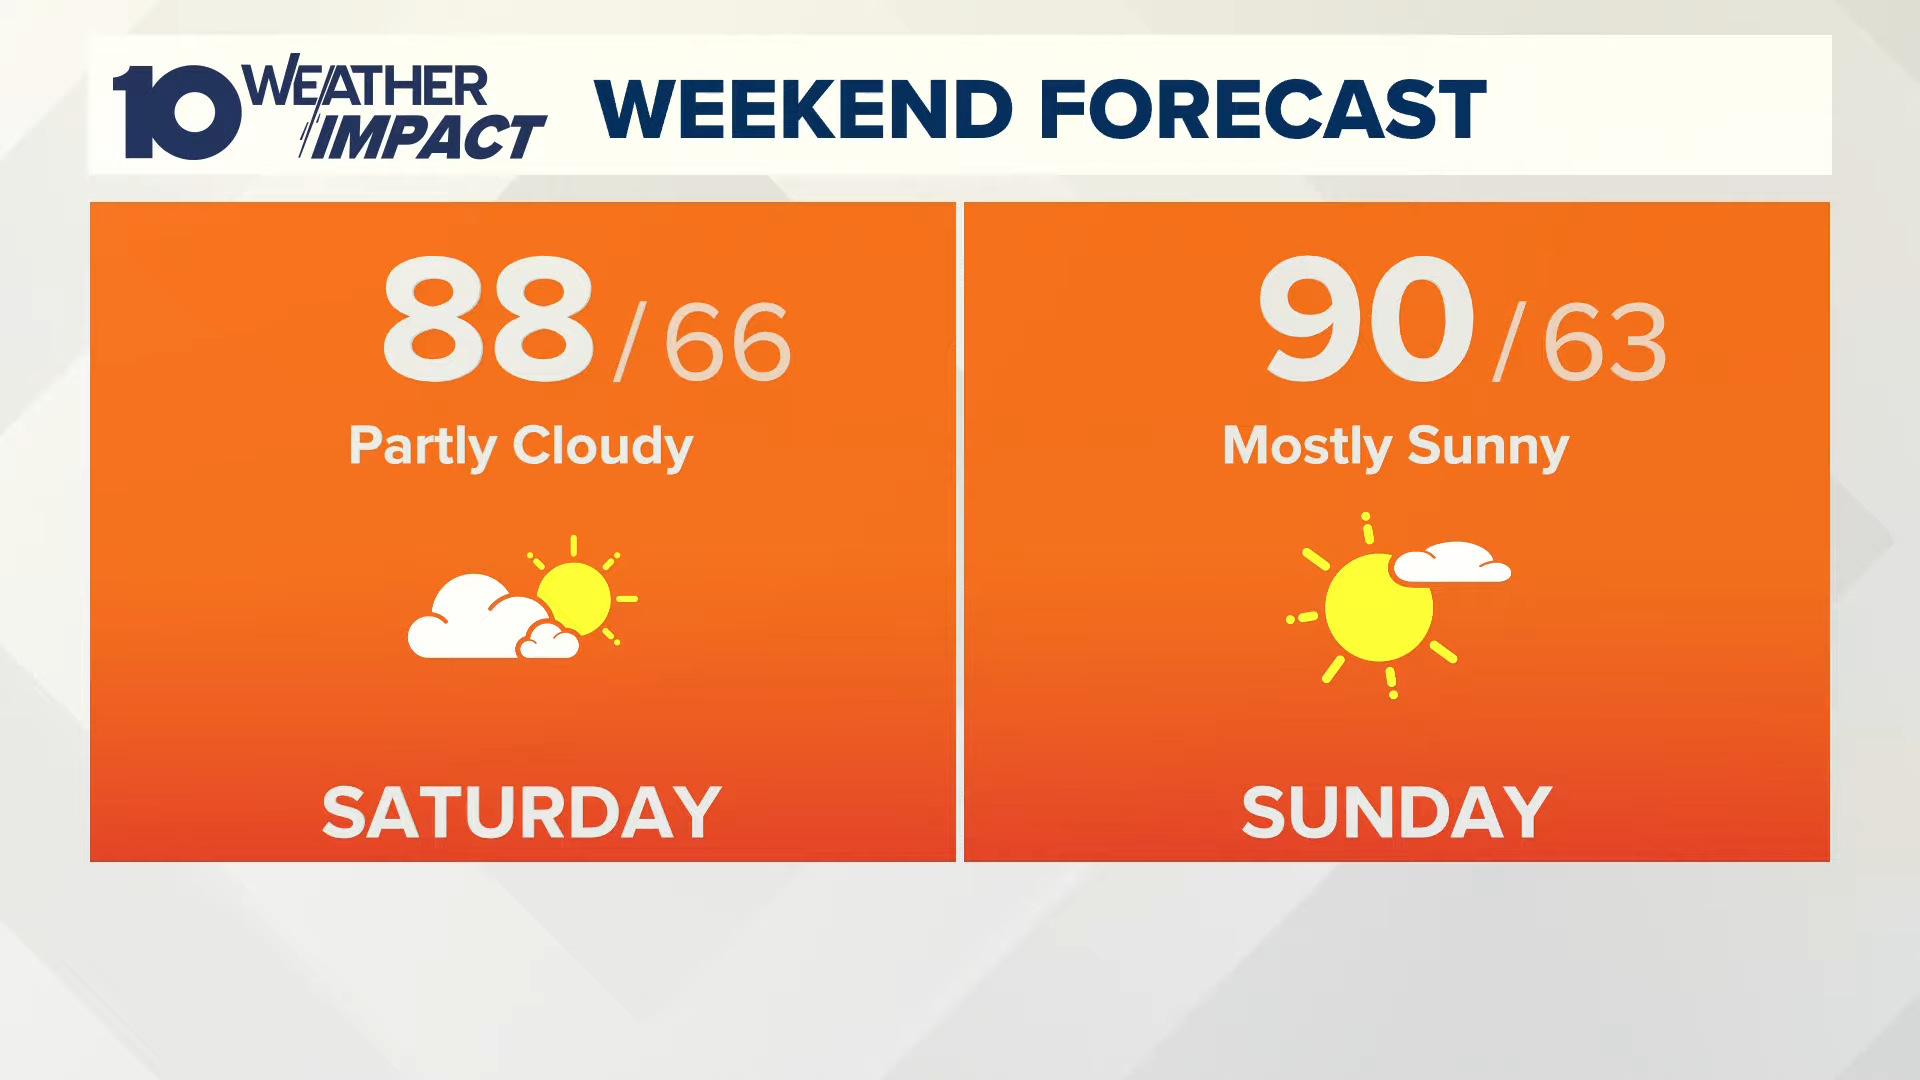 10 WEATHER IMPACT
WEEKEND FORECAST
88/66
Partly Cloudy
SATURDAY
90/63
Mostly Sunny
SUNDAY